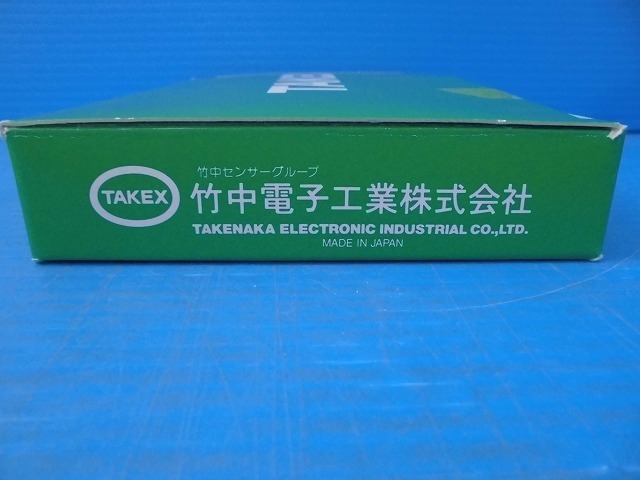 TAKEX
竹中センサーグループ
竹中電子工業株式会社
TAKENAKA ELECTRONIC INDUSTRIAL CO.,LTD.
MADE IN JAPAN